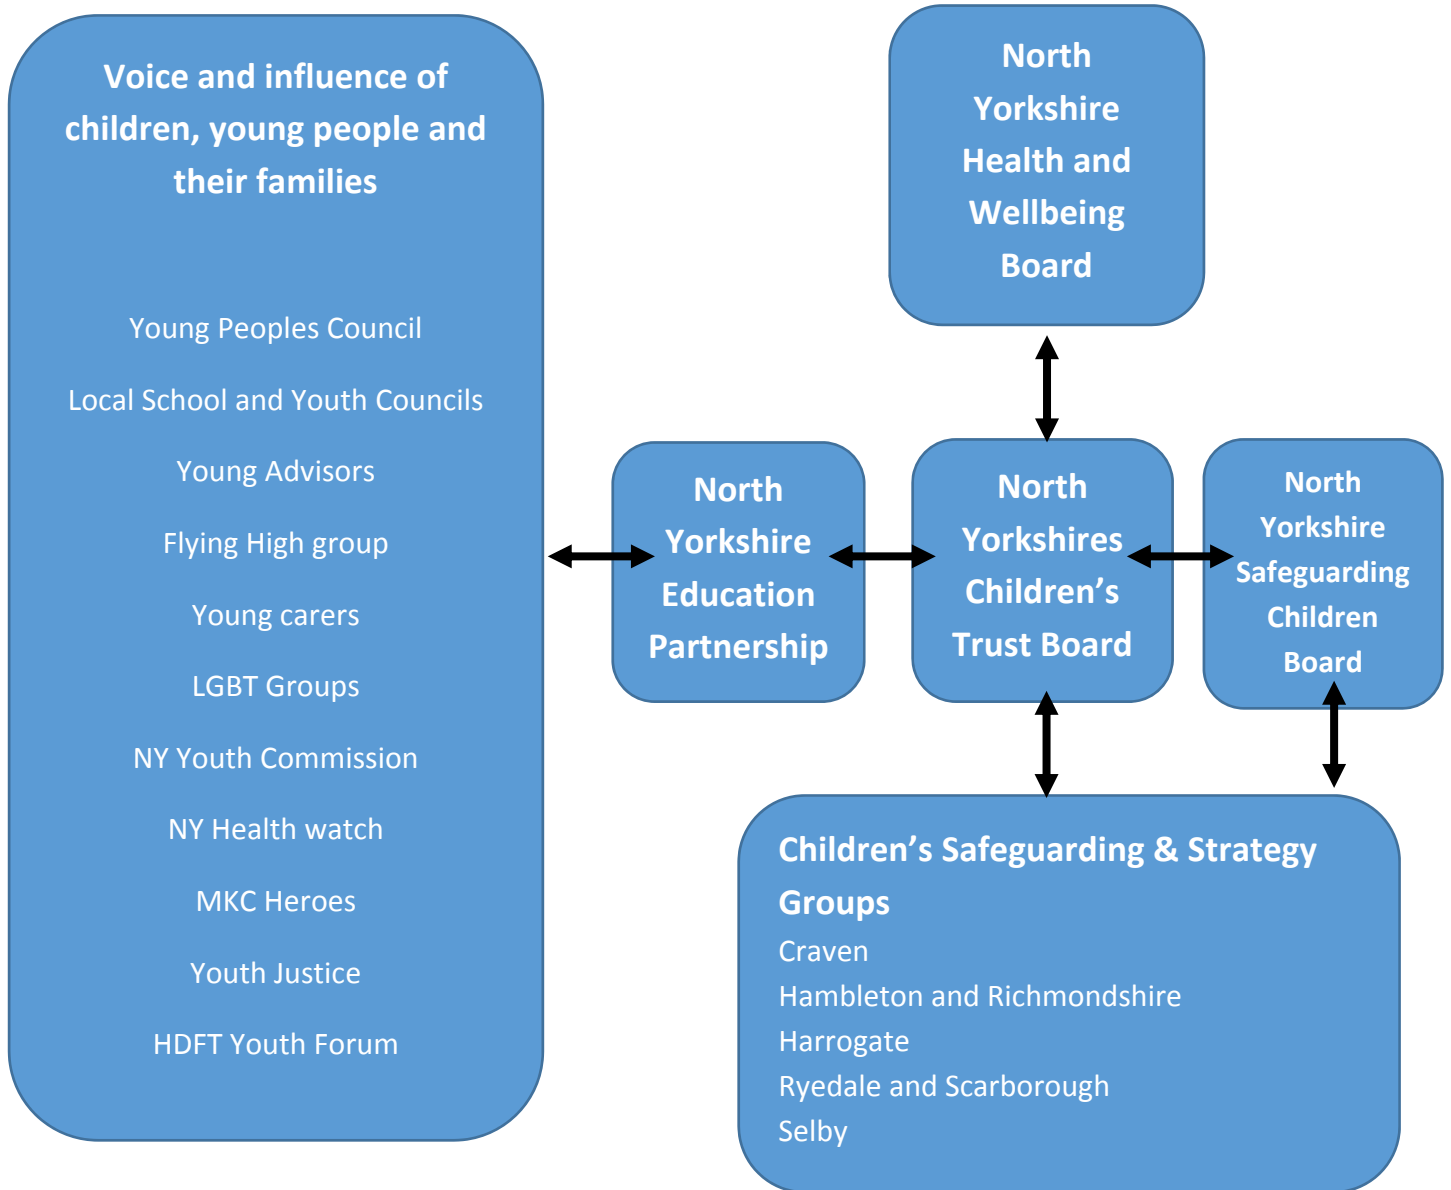 Voice and influence of
children, young people and
their families
Young Peoples Council
Local School and Youth Councils
Young Advisors
Flying High group
Young carers
LGBT Groups
NY Youth Commission
NY Health watch
MKC Heroes
Youth Justice
HDFT Youth Forum
North
Yorkshire
Health and
Wellbeing
Board
North
Yorkshire
Education
Partnership
North
Yorkshires
Children’s
Trust Board
North
Yorkshire
Safeguarding
Children
Board
Children’s Safeguarding & Strategy
Groups
Craven
Hambleton and Richmondshire
Harrogate
Ryedale and Scarborough
Selby